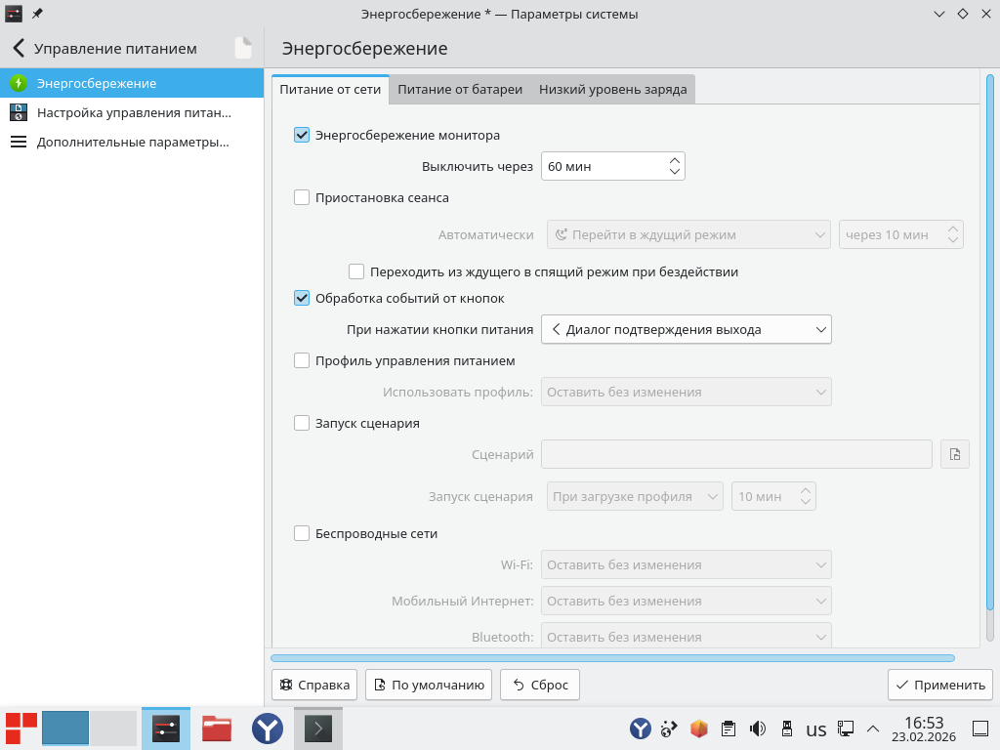 Энергосбережение * — Параметры системы
Управление питанием
Энергосбережение
Энергосбережение
Настройка управления питан...
Дополнительные параметры...
Питание от сети Питание от батареи Низкий уровень заряда
Энергосбережение монитора
Выключить через 60 мин
Приостановка сеанса
Автоматически Перейти в ждущий режим через 10 мин
Переходить из ждущего в спящий режим при бездействии
Обработка событий от кнопок
При нажатии кнопки питания Диалог подтверждения выхода
Профиль управления питанием
Использовать профиль: Оставить без изменения
Запуск сценария
Сценарий
Запуск сценария При загрузке профиля 10 мин
Беспроводные сети
Wi-Fi: Оставить без изменения
Мобильный Интернет: Оставить без изменения
Bluetooth: Оставить без изменения
Справка По умолчанию Сброс Применить
us 16:53
23.02.2026